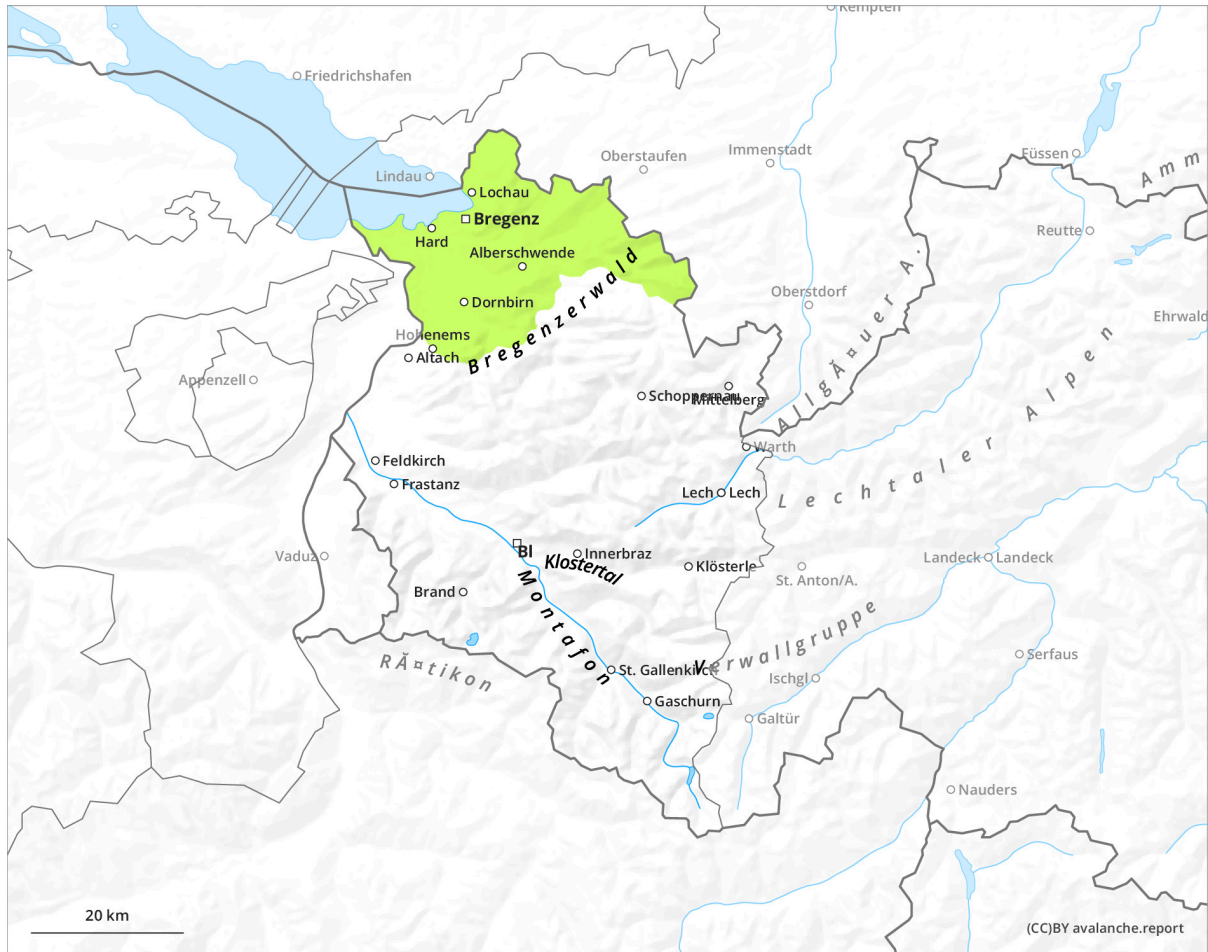 Kempten
Friedrichshafen
Immenstadt
Oberstaufen
Füssen
Amm
Lindau
Lochau
Bregenz
Reutte
Hard
Alberschwende
Bregenzerwald
Allgäuer A.
Oberstdorf
Dornbirn
Ehrwald
Hohenems
Altach
Appenzell
Schoppernau
Mittelberg
Lechtaler Alpen
Warth
Feldkirch
Frastanz
Lech
Lech
Vaduz
Bl
Klostertal
Innerbraz
Klösterle
St. Anton/A.
Landeck
Landeck
Brand
Montafon
Verwallgruppe
RĤtikon
St. Gallenkirch
Serfaus
Ischgl
Gaschurn
Galtür
Nauders
20 km
(CC)BY avalanche.report